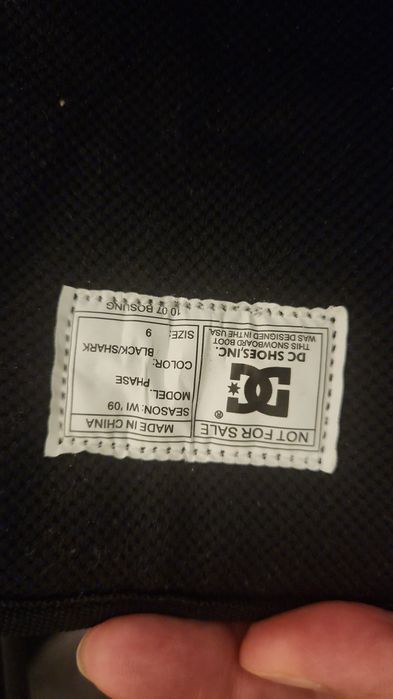 NOT FOR SALE
DC
®
DC SHOES, INC.
THIS SNOWBOARD BOOT
WAS DESIGNED IN THE USA
MADE IN CHINA
SEASON: WI '09
MODEL: PHASE
COLOR: BLACK/SHARK
SIZE:
10 07 BOSUNG